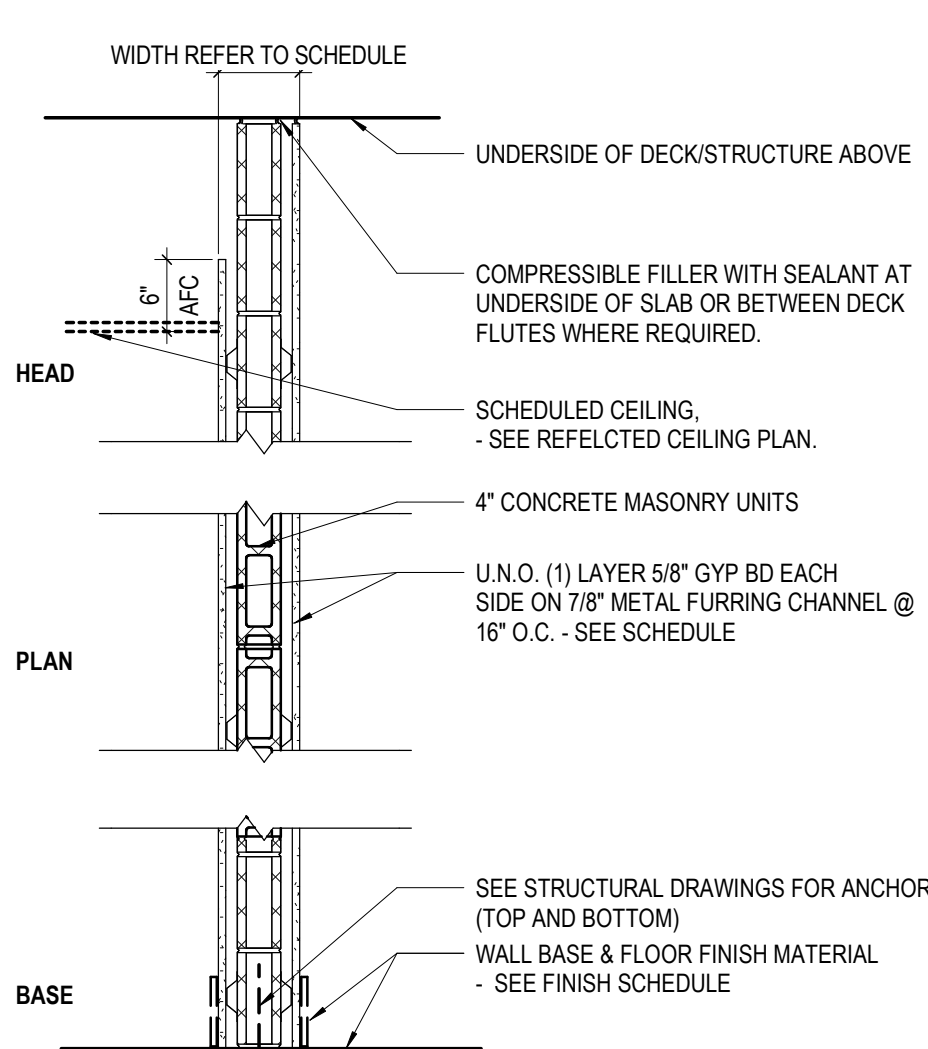 WIDTH REFER TO SCHEDULE
UNDERSIDE OF DECK/STRUCTURE ABOVE
COMPRESSIBLE FILLER WITH SEALANT AT
UNDERSIDE OF SLAB OR BETWEEN DECK
FLUTES WHERE REQUIRED.
6"
AFC
HEAD
SCHEDULED CEILING,
- SEE REFELCTED CEILING PLAN.
4" CONCRETE MASONRY UNITS
U.N.O. (1) LAYER 5/8" GYP BD EACH
SIDE ON 7/8" METAL FURRING CHANNEL @
16" O.C. - SEE SCHEDULE
PLAN
SEE STRUCTURAL DRAWINGS FOR ANCHOR
(TOP AND BOTTOM)
WALL BASE & FLOOR FINISH MATERIAL
- SEE FINISH SCHEDULE
BASE